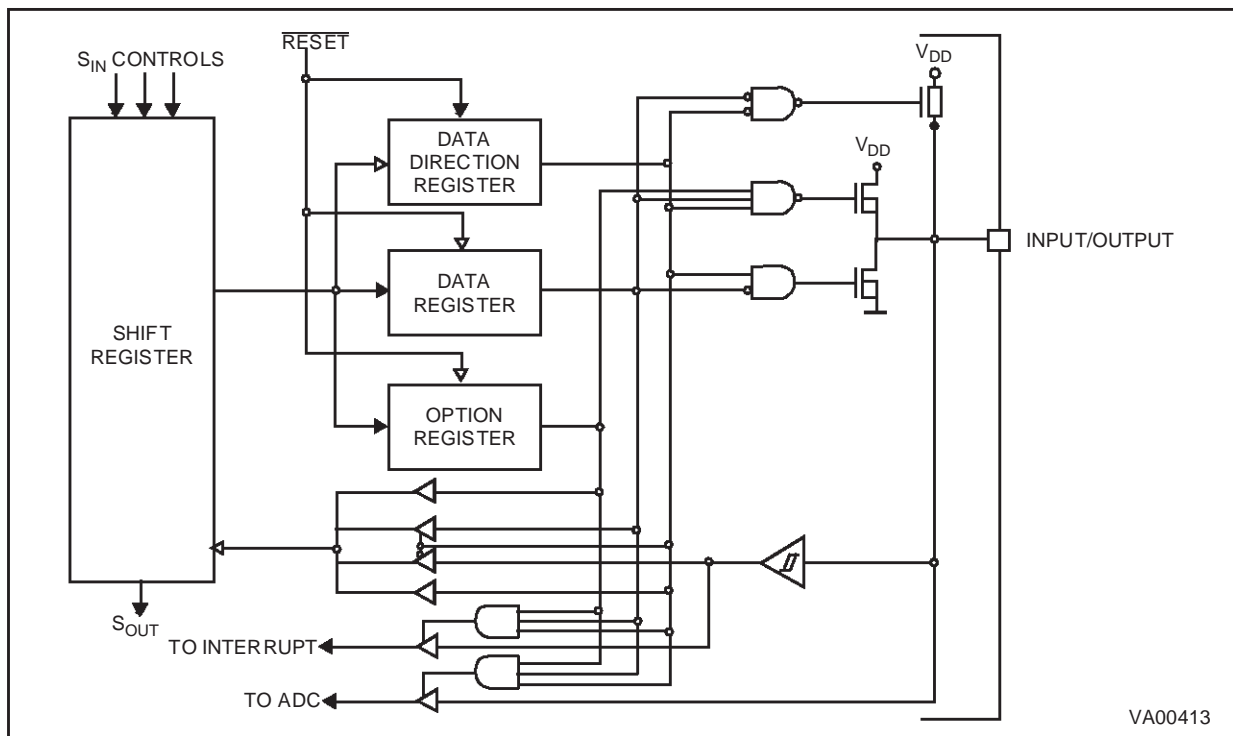 RESET
S_IN CONTROLS
V_DD
DATA
DIRECTION
REGISTER
V_DD
INPUT/OUTPUT
DATA
REGISTER
SHIFT
REGISTER
OPTION
REGISTER
S_OUT
TO INTERRUPT
TO ADC
VA00413